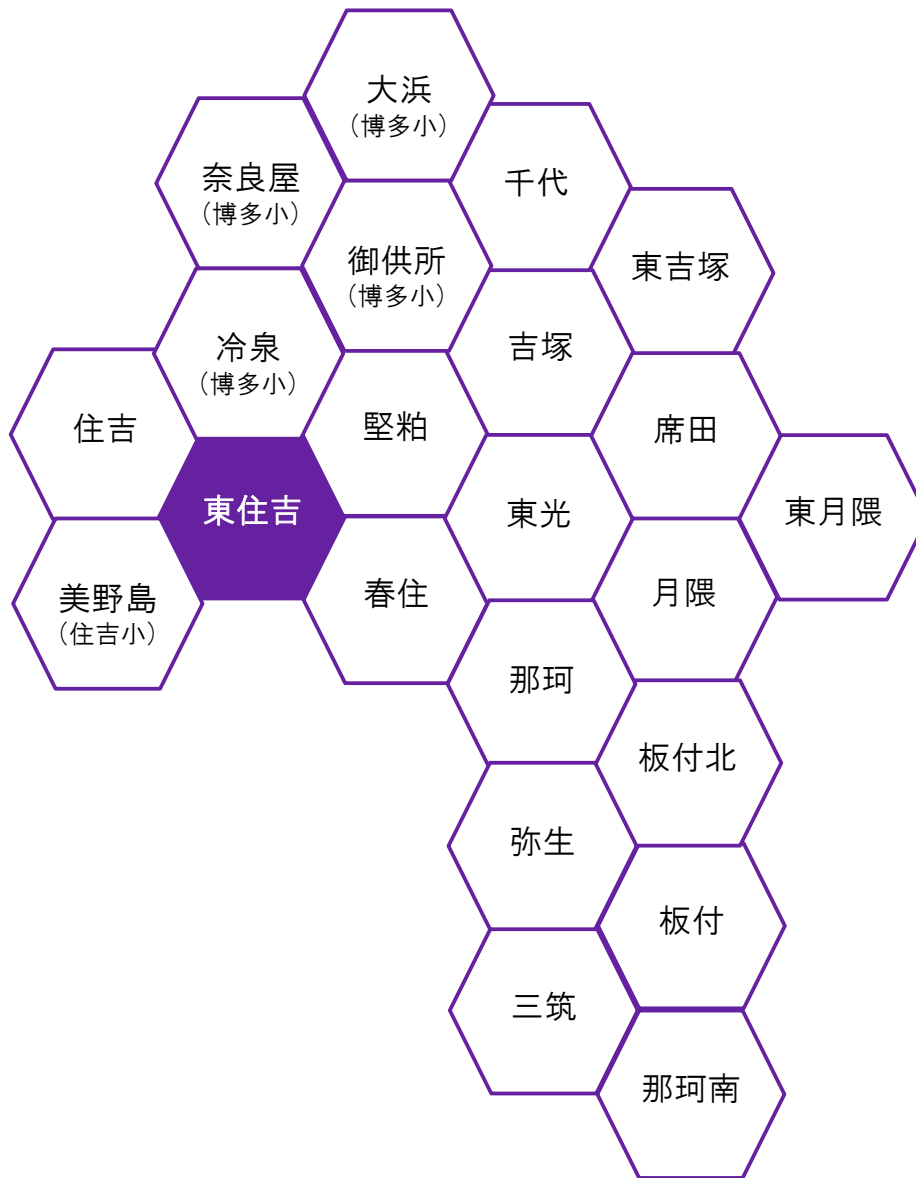 大浜
（博多小）
奈良屋
（博多小）
千代
御供所
（博多小）
東吉塚
冷泉
（博多小）
吉塚
住吉
堅粕
席田
東住吉
東光
東月隈
美野島
（住吉小）
春住
月隈
那珂
板付北
弥生
板付
三筑
那珂南